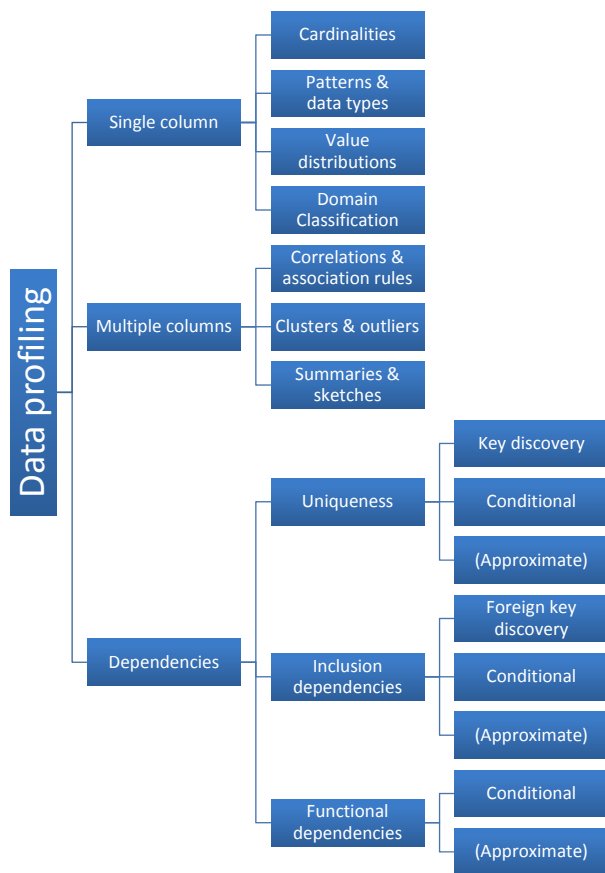 Data profiling
Single column
Cardinalities
Patterns &
data types
Value
distributions
Domain
Classification
Multiple columns
Correlations &
association rules
Clusters & outliers
Summaries &
sketches
Dependencies
Uniqueness
Key discovery
Conditional
(Approximate)
Inclusion
dependencies
Foreign key
discovery
Conditional
(Approximate)
Functional
dependencies
Conditional
(Approximate)